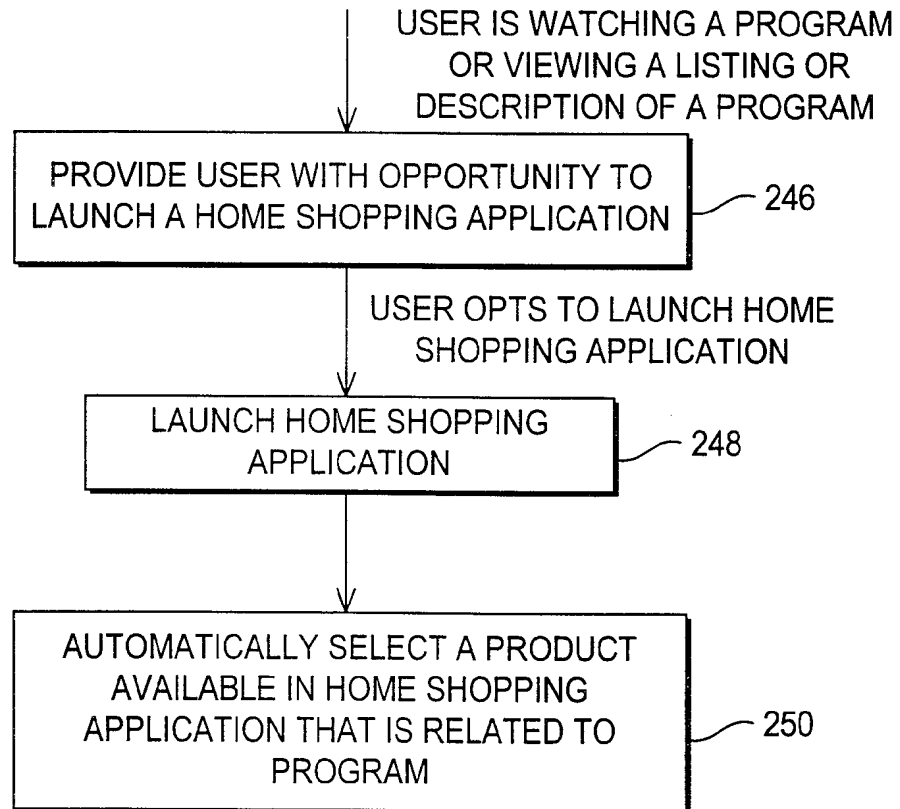 USER IS WATCHING A PROGRAM
OR VIEWING A LISTING OR
DESCRIPTION OF A PROGRAM
PROVIDE USER WITH OPPORTUNITY TO
LAUNCH A HOME SHOPPING APPLICATION
246
USER OPTS TO LAUNCH HOME
SHOPPING APPLICATION
LAUNCH HOME SHOPPING
APPLICATION
248
AUTOMATICALLY SELECT A PRODUCT
AVAILABLE IN HOME SHOPPING
APPLICATION THAT IS RELATED TO
PROGRAM
250